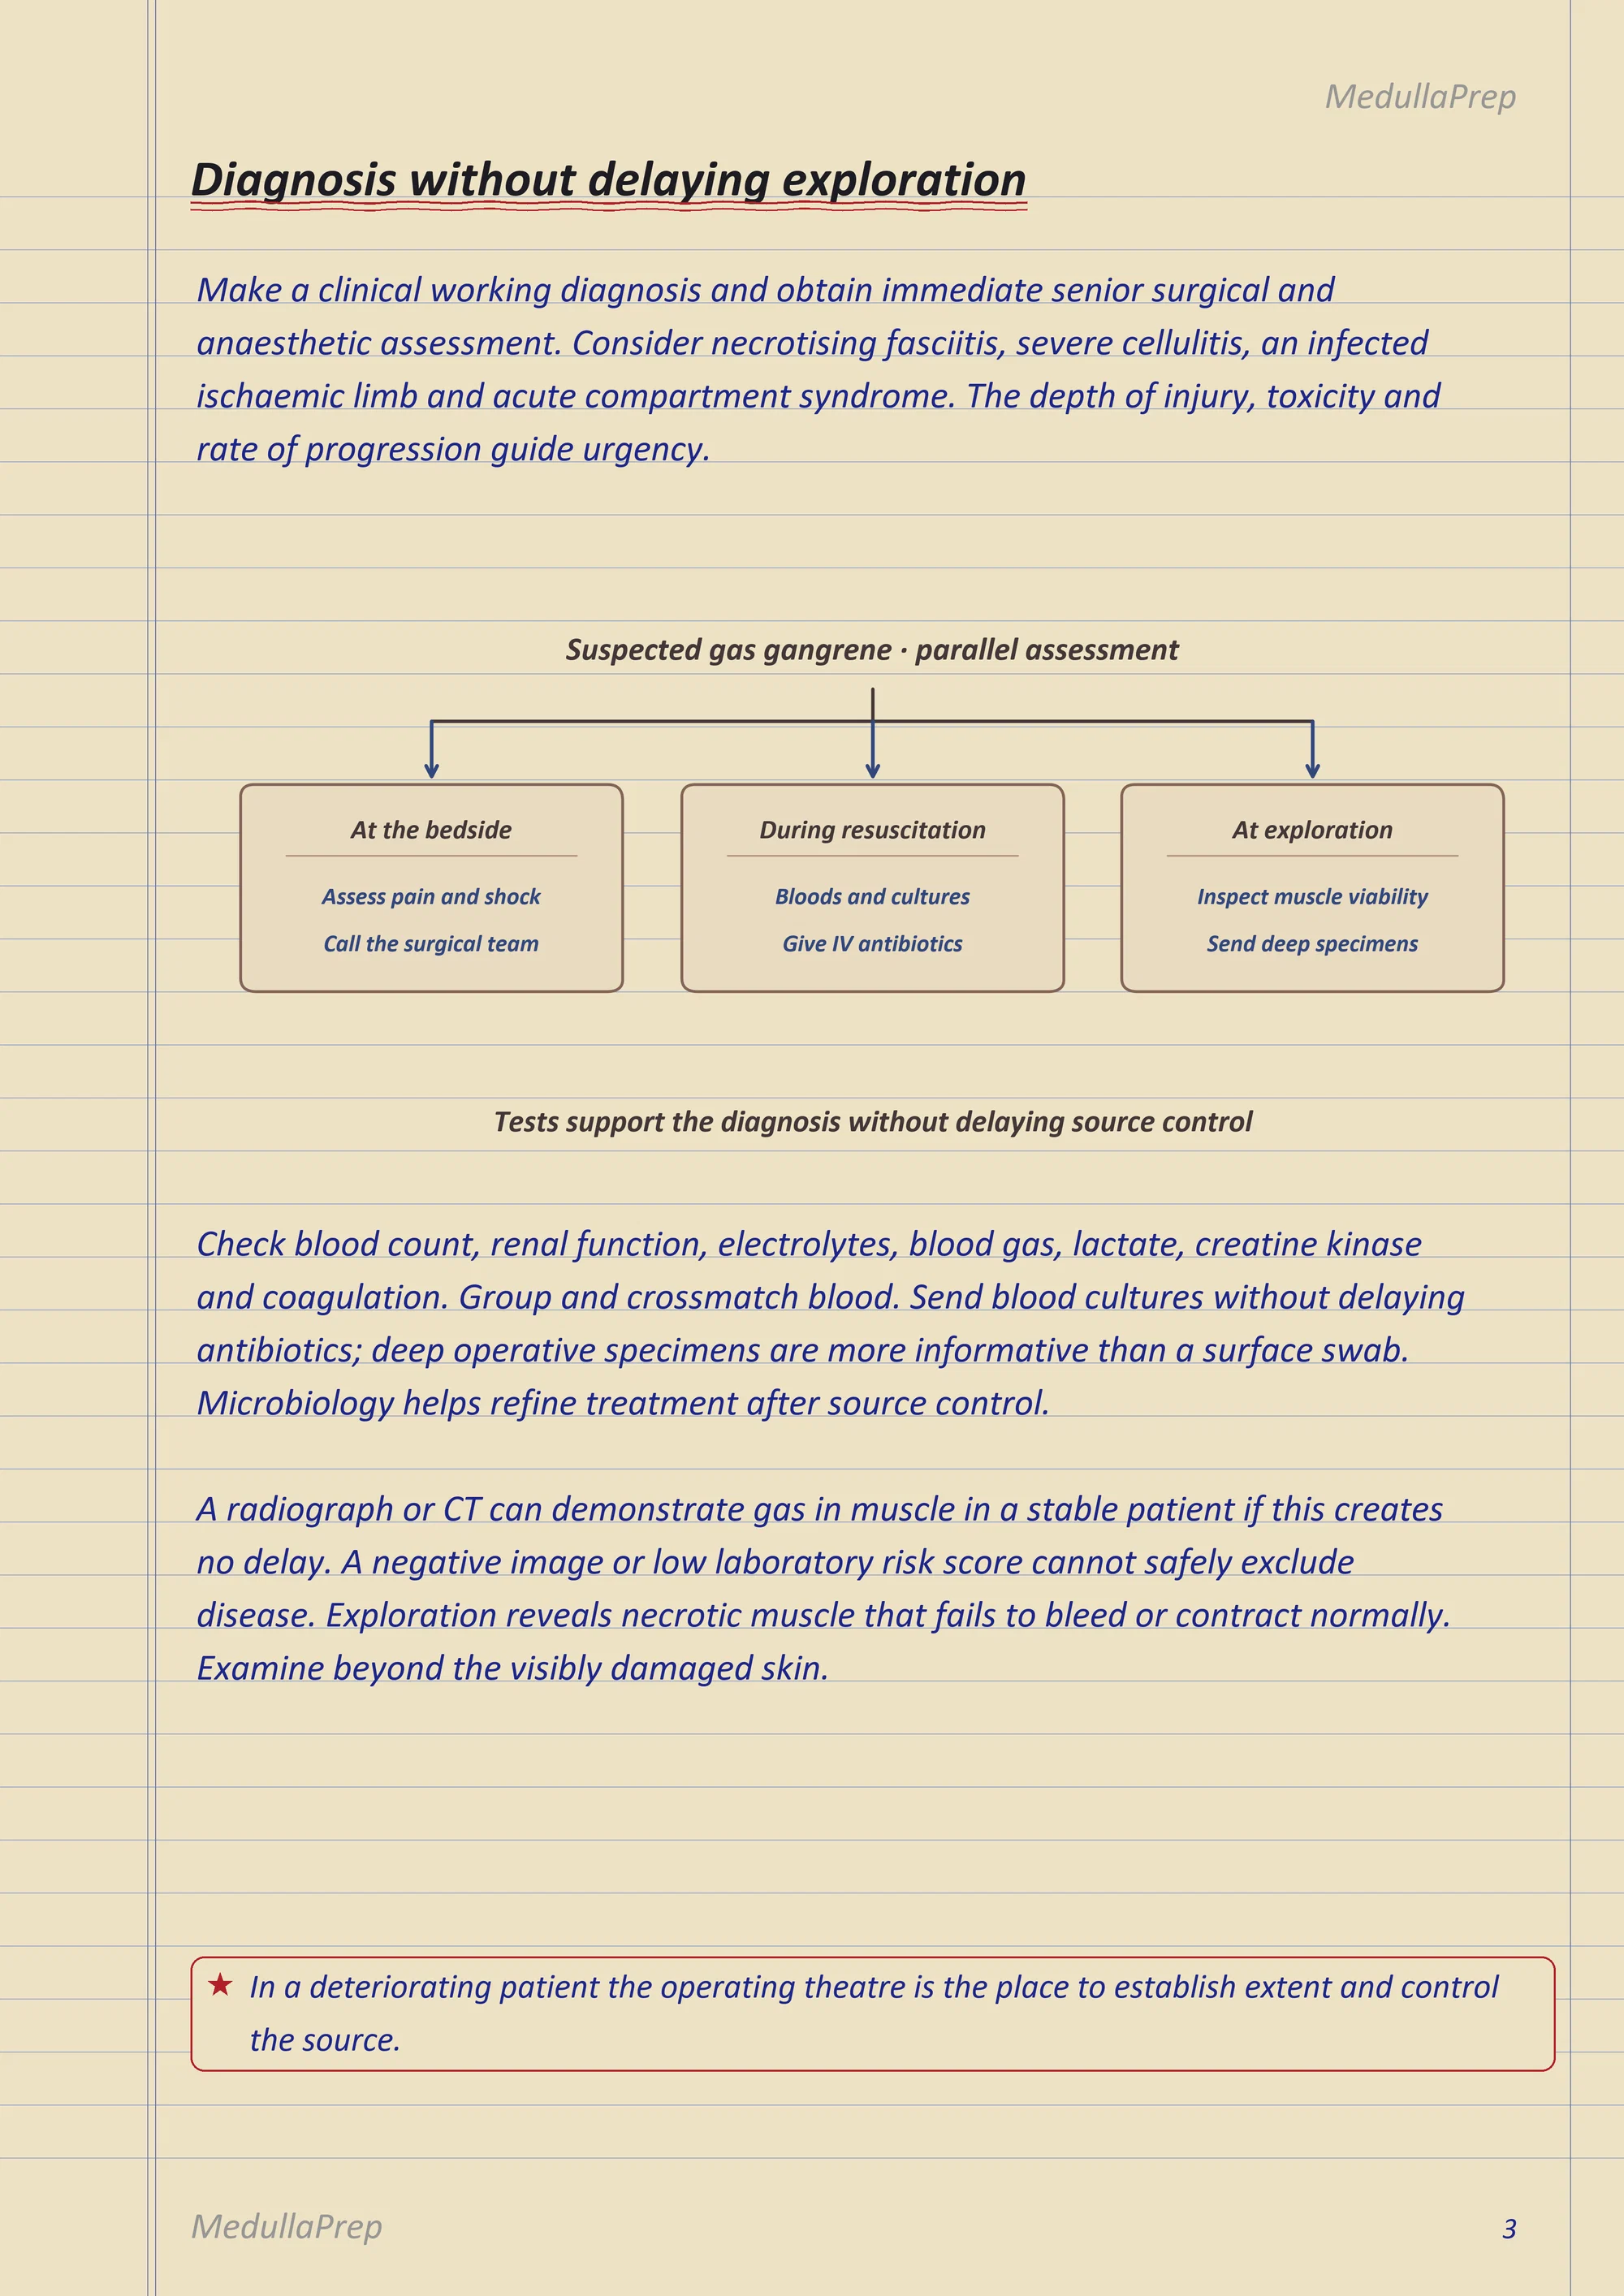 MedullaPrep
Diagnosis without delaying exploration
Make a clinical working diagnosis and obtain immediate senior surgical and
anaesthetic assessment. Consider necrotising fasciitis, severe cellulitis, an infected
ischaemic limb and acute compartment syndrome. The depth of injury, toxicity and
rate of progression guide urgency.
Suspected gas gangrene · parallel assessment
At the bedside
Assess pain and shock
Call the surgical team
During resuscitation
Bloods and cultures
Give IV antibiotics
At exploration
Inspect muscle viability
Send deep specimens
Tests support the diagnosis without delaying source control
Check blood count, renal function, electrolytes, blood gas, lactate, creatine kinase
and coagulation. Group and crossmatch blood. Send blood cultures without delaying
antibiotics; deep operative specimens are more informative than a surface swab.
Microbiology helps refine treatment after source control.
A radiograph or CT can demonstrate gas in muscle in a stable patient if this creates
no delay. A negative image or low laboratory risk score cannot safely exclude
disease. Exploration reveals necrotic muscle that fails to bleed or contract normally.
Examine beyond the visibly damaged skin.
★ In a deteriorating patient the operating theatre is the place to establish extent and control
the source.
MedullaPrep
3